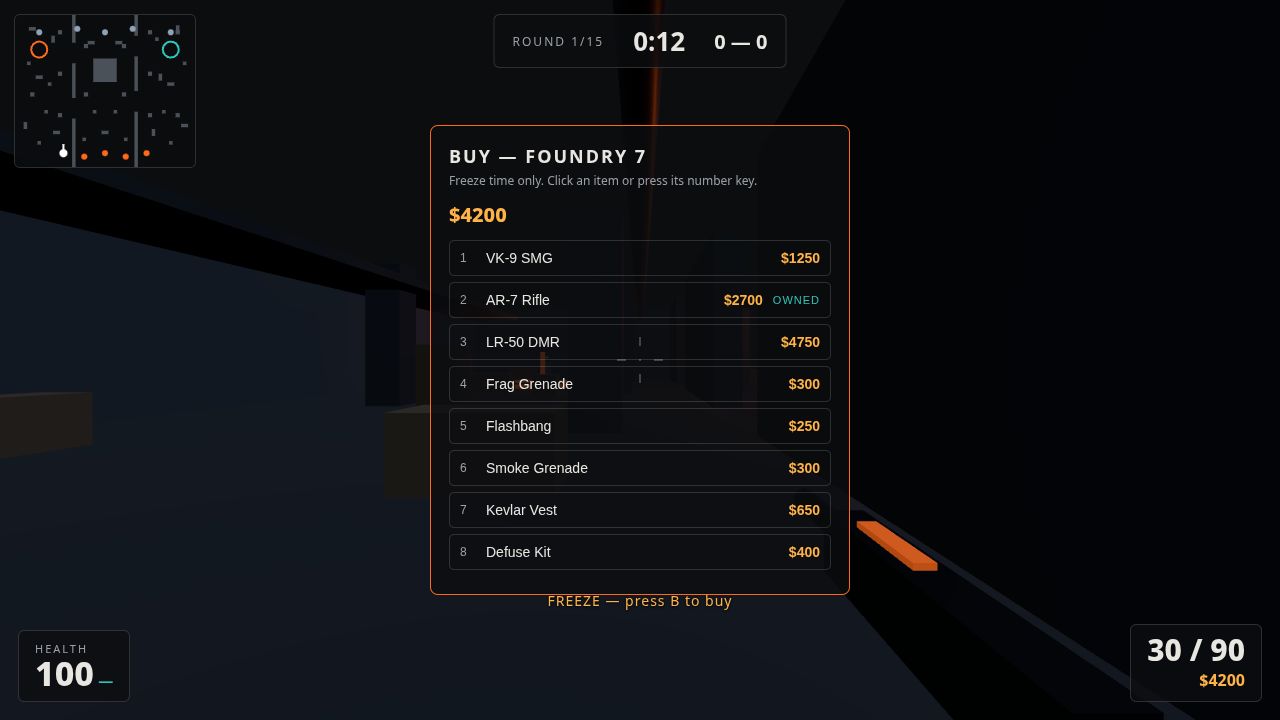 ROUND 1/15 0:12 0 — 0
BUY — FOUNDRY 7
Freeze time only. Click an item or press its number key.
$4200
1 VK-9 SMG $1250
2 AR-7 Rifle $2700 OWNED
3 LR-50 DMR $4750
4 Frag Grenade $300
5 Flashbang $250
6 Smoke Grenade $300
7 Kevlar Vest $650
8 Defuse Kit $400
FREEZE — press B to buy
HEALTH
100 —
30 / 90
$4200